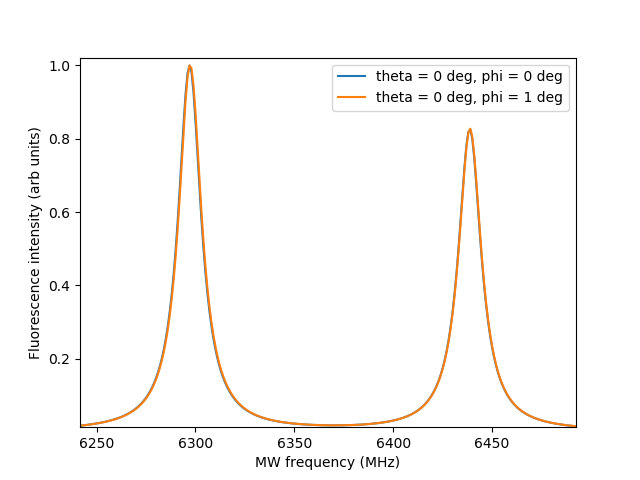 theta = 0 deg, phi = 0 deg
theta = 0 deg, phi = 1 deg
1.0
0.8
0.6
0.4
0.2
Fluorescence intensity (arb units)
6250 6300 6350 6400 6450
MW frequency (MHz)